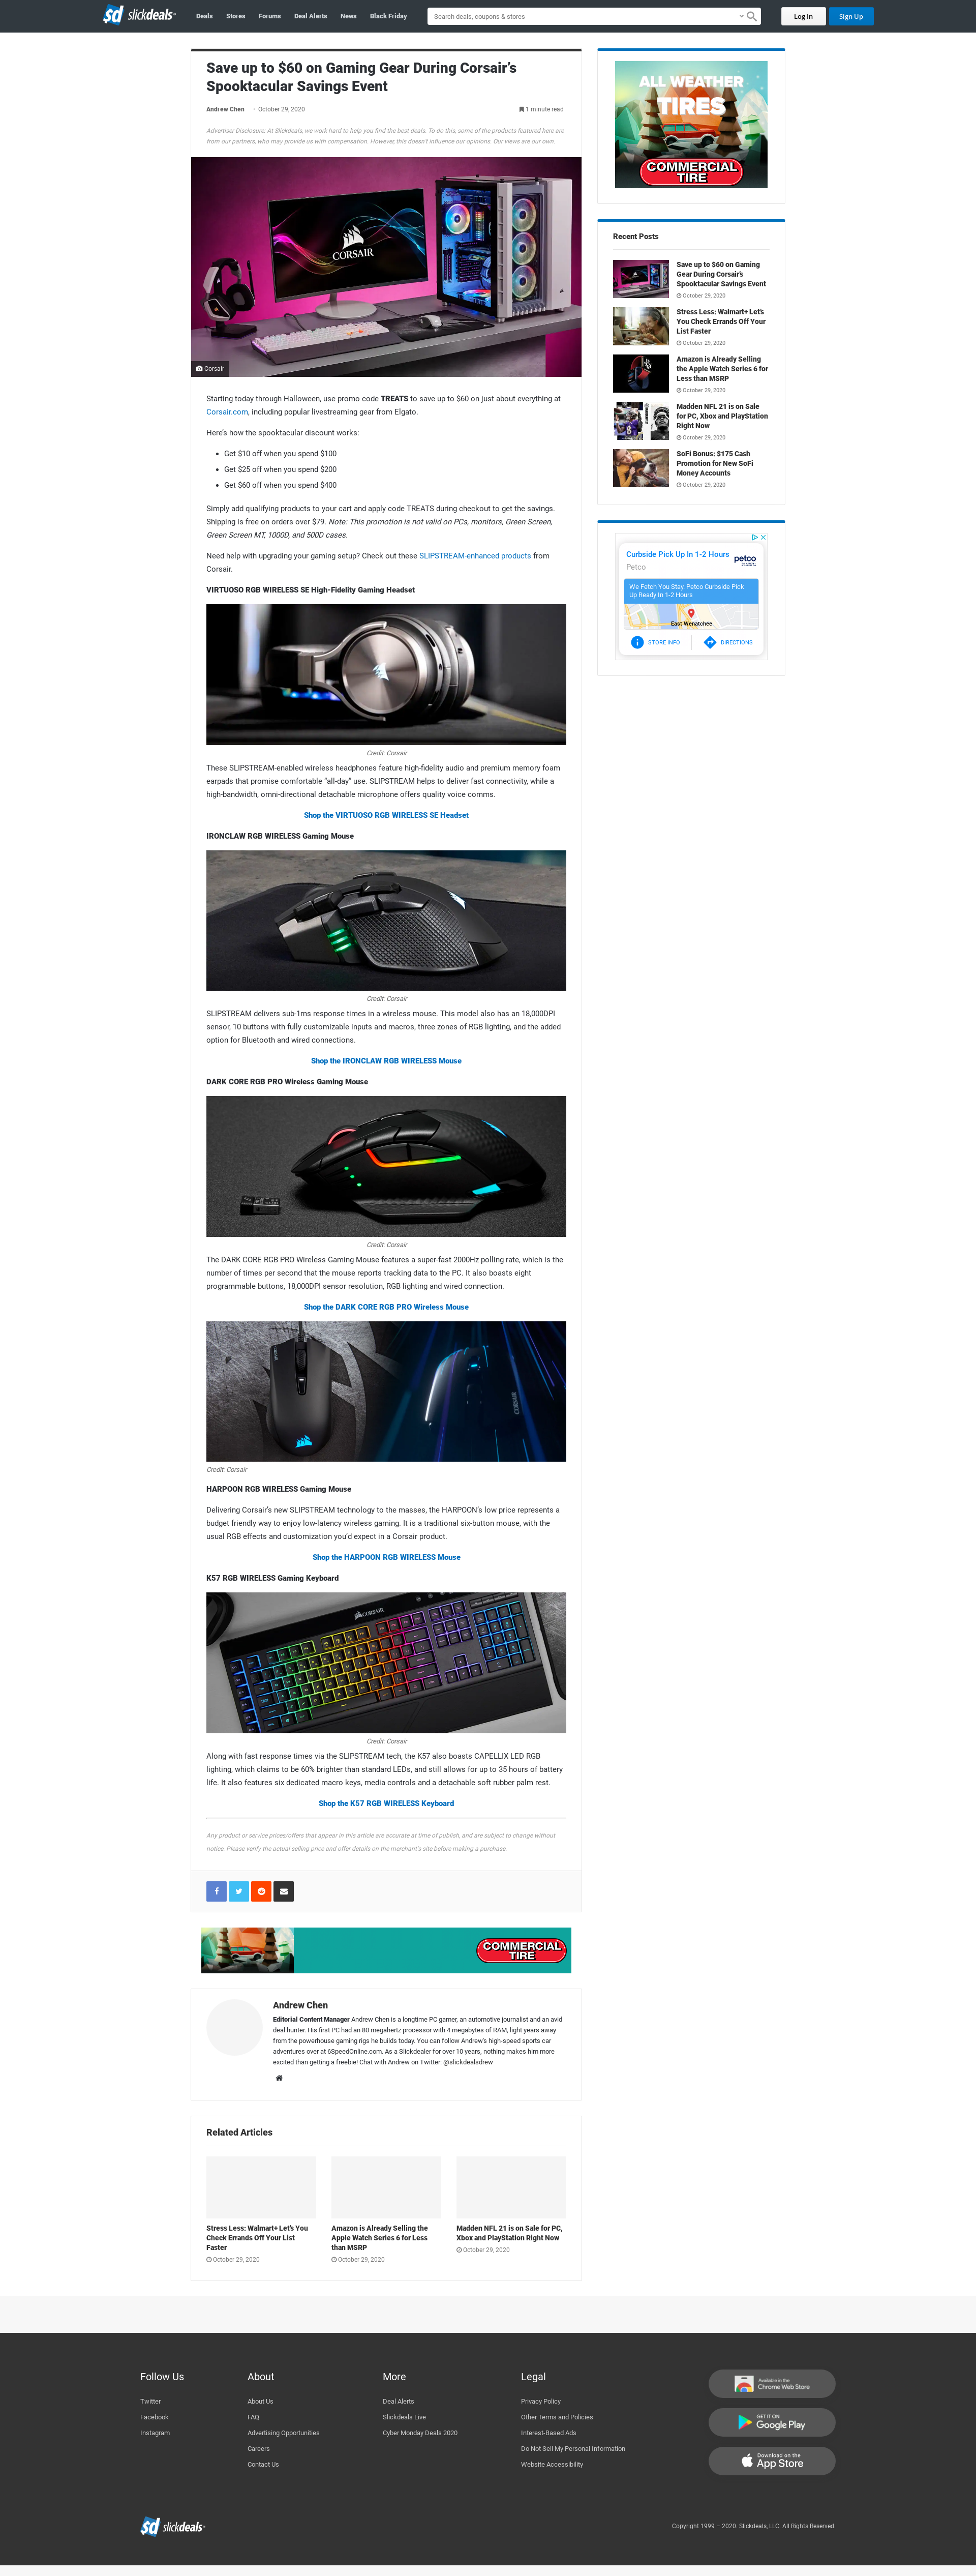 sd slickdeals
Deals Stores Forums Deal Alerts News Black Friday
Search deals, coupons & stores
Log In Sign Up
Save up to $60 on Gaming Gear During Corsair's
Spooktacular Savings Event
Andrew Chen - October 29, 2020
1 minute read
Advertiser Disclosure: At Slickdeals, we work hard to help you find the best deals. To do this, some of the products featured here are
from our partners, who may provide us with compensation. However, this doesn't influence our opinions. Our views are our own.
CORSAIR
Corsair
Starting today through Halloween, use promo code TREATS to save up to $60 on just about everything at
Corsair.com, including popular livestreaming gear from Elgato.
Here's how the spooktacular discount works:
• Get $10 off when you spend $100
• Get $25 off when you spend $200
• Get $60 off when you spend $400
Simply add qualifying products to your cart and apply code TREATS during checkout to get the savings.
Shipping is free on orders over $79. Note: This promotion is not valid on PCs, monitors, Green Screen,
Green Screen MT, 1000D, and 500D cases.
Need help with upgrading your gaming setup? Check out these SLIPSTREAM-enhanced products from
Corsair.
VIRTUOSO RGB WIRELESS SE High-Fidelity Gaming Headset
Credit: Corsair
These SLIPSTREAM-enabled wireless headphones feature high-fidelity audio and premium memory foam
earpads that promise comfortable "all-day" use. SLIPSTREAM helps to deliver fast connectivity, while a
high-bandwidth, omni-directional detachable microphone offers quality voice comms.
Shop the VIRTUOSO RGB WIRELESS SE Headset
IRONCLAW RGB WIRELESS Gaming Mouse
Credit: Corsair
SLIPSTREAM delivers sub-1ms response times in a wireless mouse. This model also has an 18,000DPI
sensor, 10 buttons with fully customizable inputs and macros, three zones of RGB lighting, and the added
option for Bluetooth and wired connections.
Shop the IRONCLAW RGB WIRELESS Mouse
DARK CORE RGB PRO Wireless Gaming Mouse
Credit: Corsair
The DARK CORE RGB PRO Wireless Gaming Mouse features a super-fast 2000Hz polling rate, which is the
number of times per second that the mouse reports tracking data to the PC. It also boasts eight
programmable buttons, 18,000DPI sensor resolution, RGB lighting and wired connection.
Shop the DARK CORE RGB PRO Wireless Mouse
CORSAIR
Credit: Corsair
HARPOON RGB WIRELESS Gaming Mouse
Delivering Corsair's new SLIPSTREAM technology to the masses, the HARPOON's low price represents a
budget friendly way to enjoy low-latency wireless gaming. It is a traditional six-button mouse, with the
usual RGB effects and customization you'd expect in a Corsair product.
Shop the HARPOON RGB WIRELESS Mouse
K57 RGB WIRELESS Gaming Keyboard
CORSAIR
Credit: Corsair
Along with fast response times via the SLIPSTREAM tech, the K57 also boasts CAPELLIX LED RGB
lighting, which claims to be 60% brighter than standard LEDs, and still allows for up to 35 hours of battery
life. It also features six dedicated macro keys, media controls and a detachable soft rubber palm rest.
Shop the K57 RGB WIRELESS Keyboard
Any product or service prices/offers that appear in this article are accurate at time of publish, and are subject to change without
notice. Please verify the actual selling price and offer details on the merchant's site before making a purchase.
COMMERCIAL
TIRE
Andrew Chen
Editorial Content Manager Andrew Chen is a longtime PC gamer, an automotive journalist and an avid
deal hunter. His first PC had an 80 megahertz processor with 4 megabytes of RAM, light years away
from the powerhouse gaming rigs he builds today. You can follow Andrew's high-speed sports car
adventures over at 6SpeedOnline.com. As a Slickdealer for over 10 years, nothing makes him more
excited than getting a freebie! Chat with Andrew on Twitter: @slickdealsdrew
Related Articles
Stress Less: Walmart+ Let's You
Check Errands Off Your List
Faster
October 29, 2020
Amazon is Already Selling the
Apple Watch Series 6 for Less
than MSRP
October 29, 2020
Madden NFL 21 is on Sale for PC,
Xbox and PlayStation Right Now
October 29, 2020
ALL WEATHER
TIRES
COMMERCIAL
TIRE
Recent Posts
Save up to $60 on Gaming
Gear During Corsair's
Spooktacular Savings Event
October 29, 2020
Stress Less: Walmart+ Let's
You Check Errands Off Your
List Faster
October 29, 2020
Amazon is Already Selling
the Apple Watch Series 6 for
Less than MSRP
October 29, 2020
Madden NFL 21 is on Sale
for PC, Xbox and PlayStation
Right Now
October 29, 2020
SoFi Bonus: $175 Cash
Promotion for New SoFi
Money Accounts
October 29, 2020
Curbside Pick Up In 1-2 Hours
Petco
petco
We Fetch You Stay. Petco Curbside Pick
Up Ready In 1-2 Hours
East Wenatchee
STORE INFO
DIRECTIONS
Follow Us
Twitter
Facebook
Instagram
About
About Us
FAQ
Advertising Opportunities
Careers
Contact Us
More
Deal Alerts
Slickdeals Live
Cyber Monday Deals 2020
Legal
Privacy Policy
Other Terms and Policies
Interest-Based Ads
Do Not Sell My Personal Information
Website Accessibility
Available in the
Chrome Web Store
GET IT ON
Google Play
Download on the
App Store
sd slickdeals
Copyright 1999 – 2020. Slickdeals, LLC. All Rights Reserved.